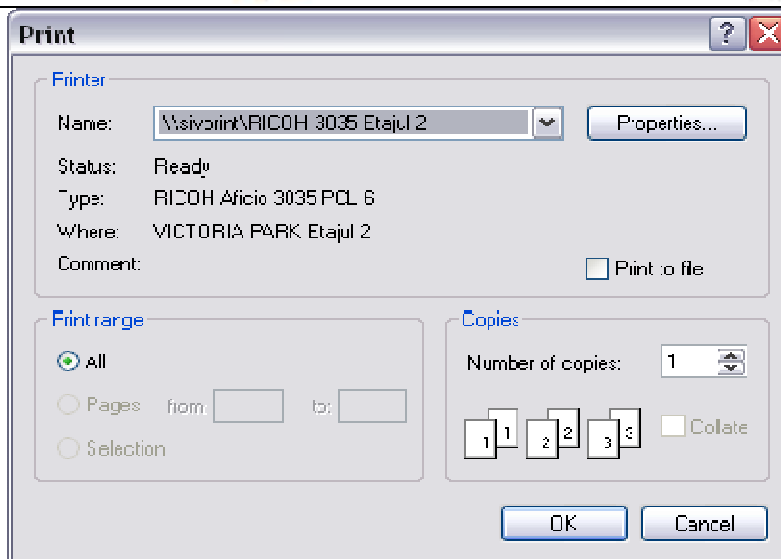 Print
Printer
Name: \\sivprint\RICOH 3035 Etajul 2 Properties...
Status: Ready
Type: RICOH Aficio 3035 PCL 6
Where: VICTORIA PARK Etajul 2
Comment:
Print to file
Print range
All
Pages from: to:
Selection
Copies
Number of copies: 1
1 1 2 2 3 3 Collate
OK Cancel